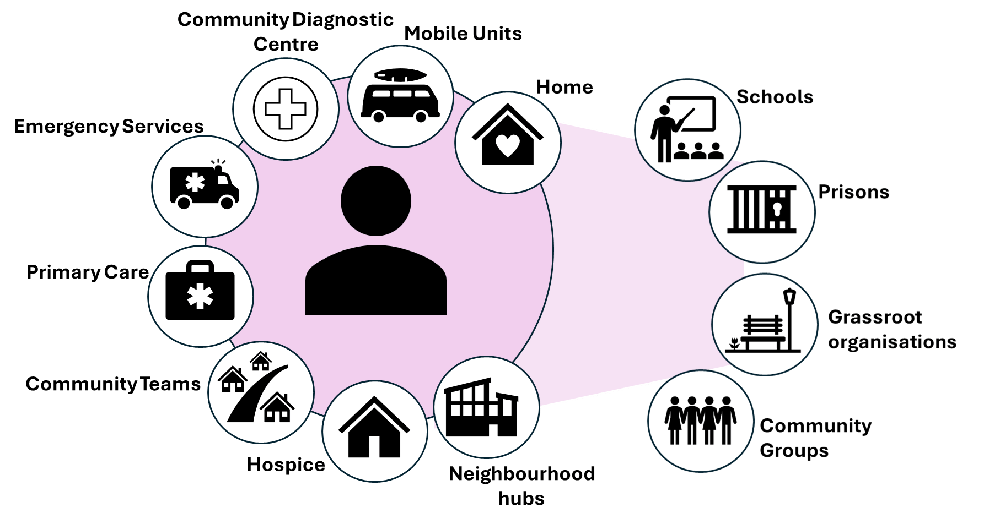 Community Diagnostic
Centre
Mobile Units
Home
Schools
Emergency Services
Prisons
Primary Care
Grassroot
organisations
Community Teams
Community
Groups
Hospice
Neighbourhood
hubs